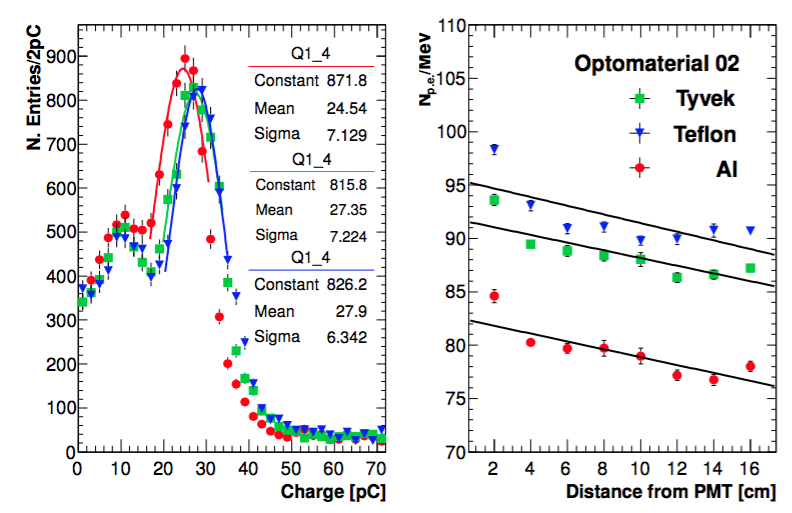 N. Entries/2pC
900
800
700
600
500
400
300
200
100
0
0 10 20 30 40 50 60 70
Charge [pC]
Q1_4
Constant 871.8
Mean 24.54
Sigma 7.129
Q1_4
Constant 815.8
Mean 27.35
Sigma 7.224
Q1_4
Constant 826.2
Mean 27.9
Sigma 6.342
N_p.e./MeV
110
105
100
95
90
85
80
75
70
2 4 6 8 10 12 14 16
Distance from PMT [cm]
Optomaterial 02
Tyvek
Teflon
Al